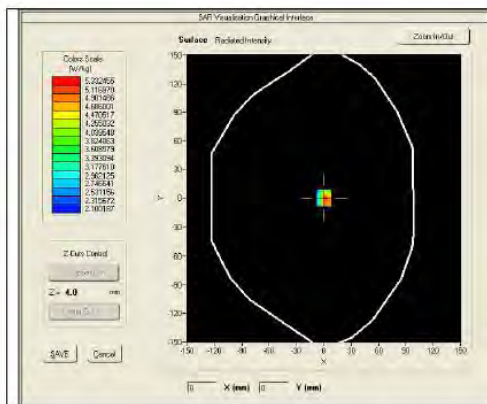 SAR Visualisation Graphical Interface
Surface Radiated Intensity
Zoom In/Out
Colors Scale
(W/kg)
5.332455
5.116970
4.901486
4.686001
4.470517
4.255032
4.039548
3.824063
3.608579
3.393094
3.177610
2.962125
2.746641
2.531156
2.315672
2.100187
150
120
90
60
30
0
-30
-60
-90
-120
-150
Y
-150 -120 -90 -60 -30 0 30 60 90 120 150
X
Z Cuts Control
Z = 4.0 mm
SAVE
Cancel
0 X (mm) 0 Y (mm)